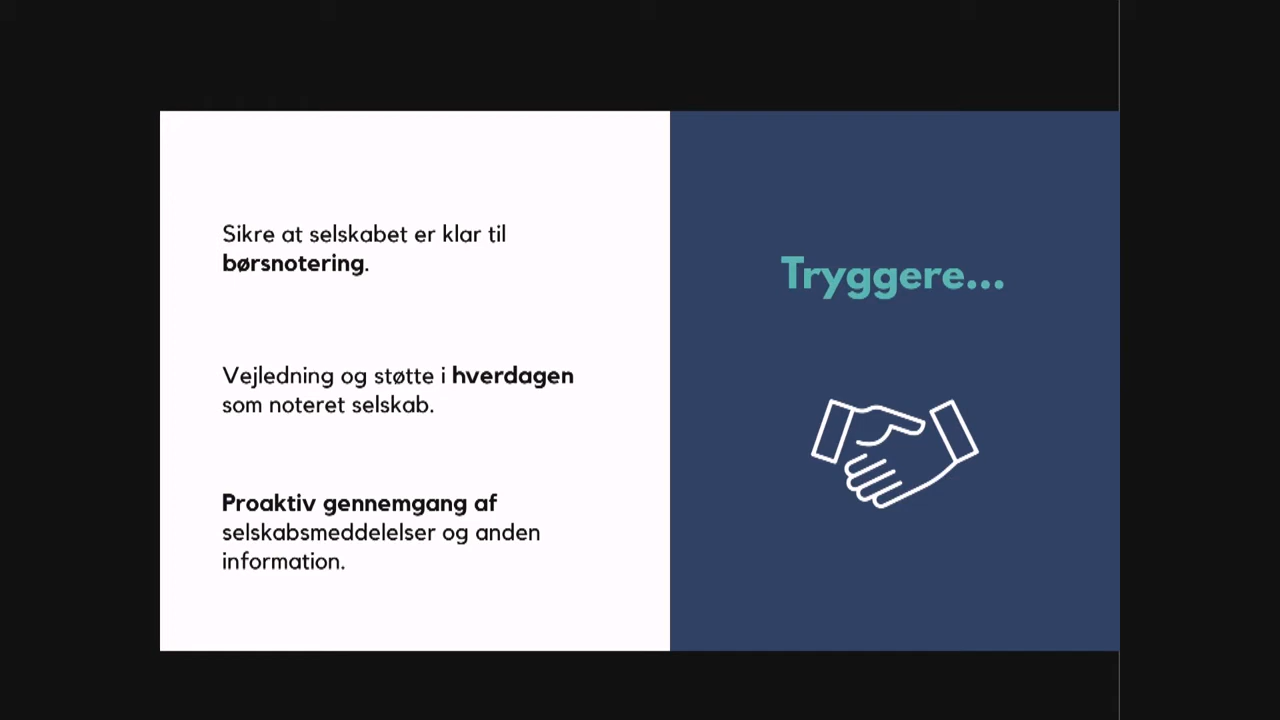 Sikre at selskabet er klar til
børsnotering.
Vejledning og støtte i hverdagen
som noteret selskab.
Proaktiv gennemgang af
selskabsmeddelelser og anden
information.
Tryggere...